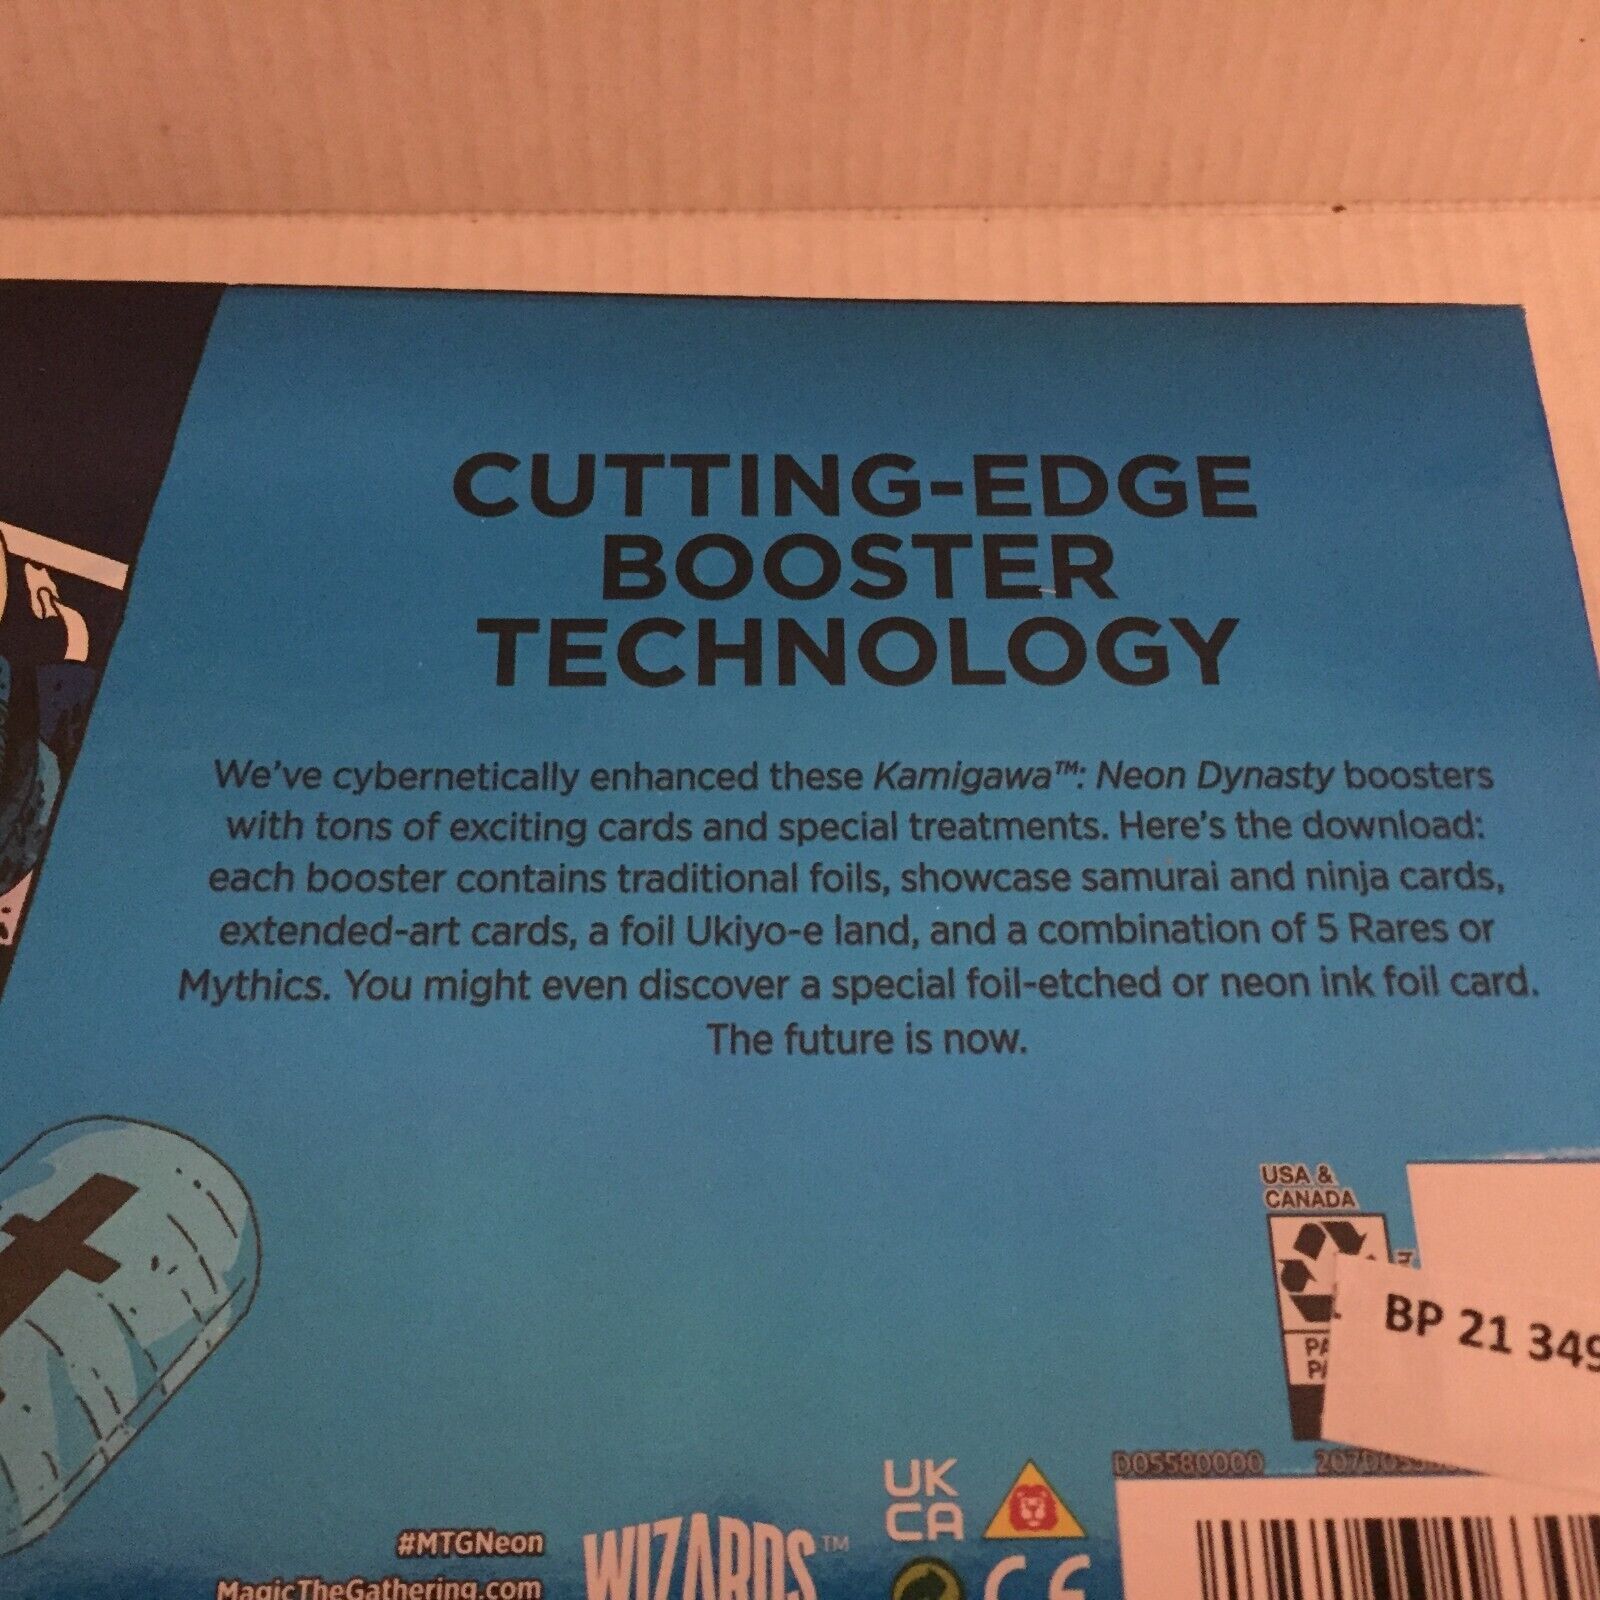 CUTTING-EDGE
BOOSTER
TECHNOLOGY
We've cybernetically enhanced these Kamigawa™: Neon Dynasty boosters
with tons of exciting cards and special treatments. Here's the download:
each booster contains traditional foils, showcase samurai and ninja cards,
extended-art cards, a foil Ukiyo-e land, and a combination of 5 Rares or
Mythics. You might even discover a special foil-etched or neon ink foil card.
The future is now.
USA &
CANADA
BP 21 349
D05580000
UK
CA
#MTGNeon
WIZARDS™
MagicTheGathering.com
CE